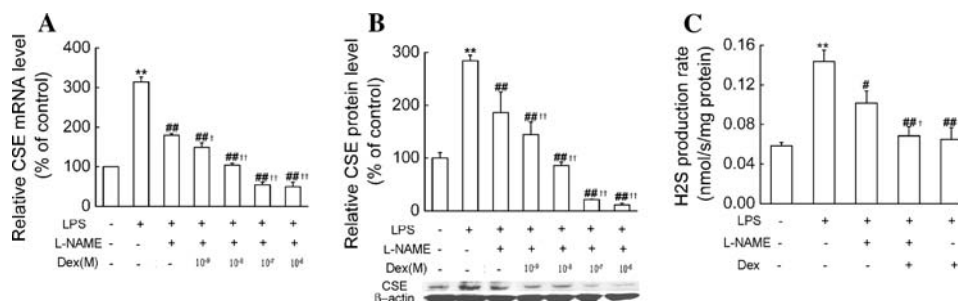 A
Relative CSE mRNA level
(% of control)
400
300
200
100
0
**
##
## †
## ††
## ††
## ††
LPS - + + + + + +
L-NAME - - + + + + +
Dex(M) - - - 10⁻⁹ 10⁻⁸ 10⁻⁷ 10⁻⁶
B
Relative CSE protein level
(% of control)
300
200
100
0
**
##
## ††
## ††
## ††
## ††
LPS - + + + + + +
L-NAME - - + + + + +
Dex(M) - - - 10⁻⁹ 10⁻⁸ 10⁻⁷ 10⁻⁶
CSE
β-actin
C
H2S production rate
(nmol/s/mg protein)
0.16
0.12
0.08
0.04
0.00
**
#
## †
##
LPS - + + + +
L-NAME - - + +
Dex - - - + +